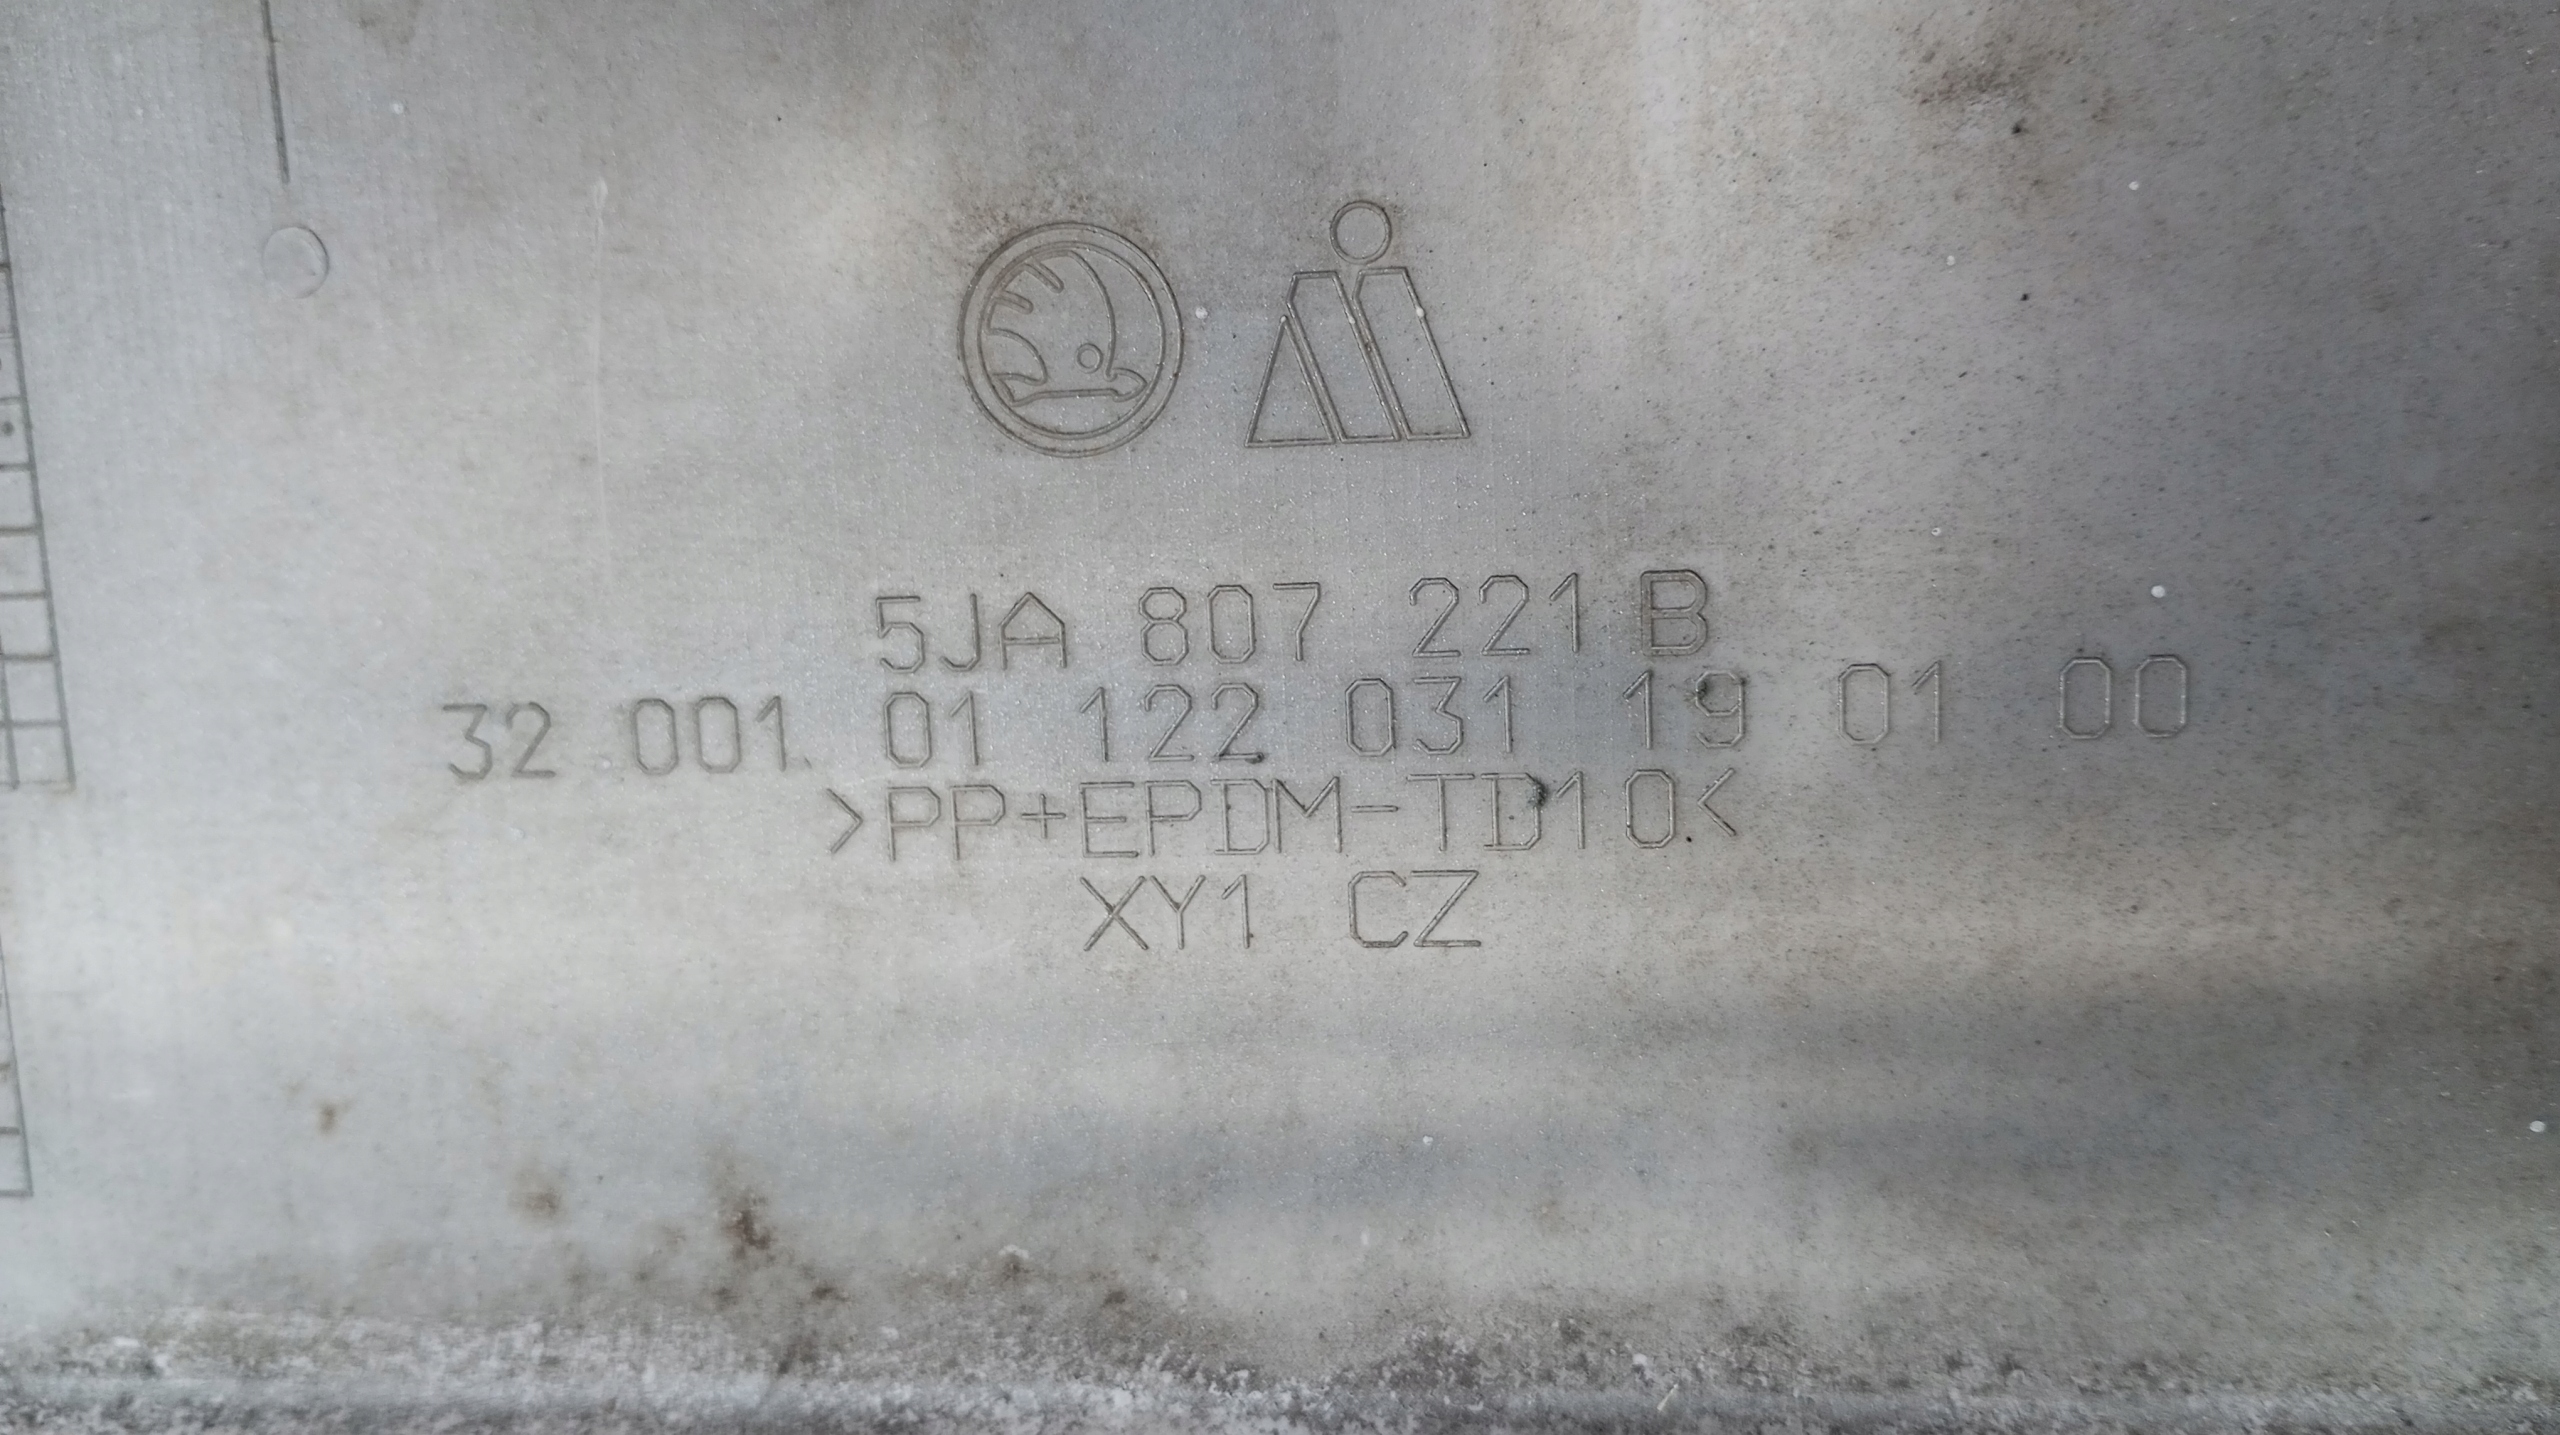 5JA 807 221 B
32 001. 01 122 031 19 01 00
>PP+EPDM-TD10<
XY1 CZ